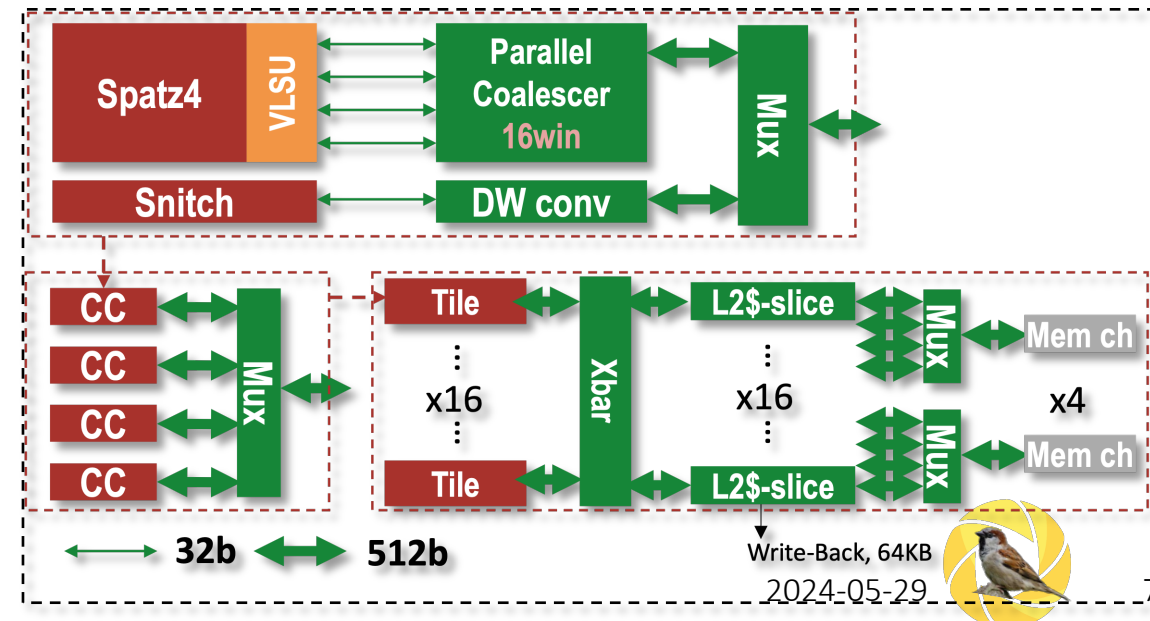 Spatz4
VLSU
Parallel
Coalescer
16win
Mux
Snitch
DW conv
CC
CC
CC
CC
Mux
Tile
...
x16
...
Tile
Xbar
L2$-slice
...
x16
...
L2$-slice
Mux
Mux
Mem ch
x4
Mem ch
32b
512b
Write-Back, 64KB
2024-05-29
7